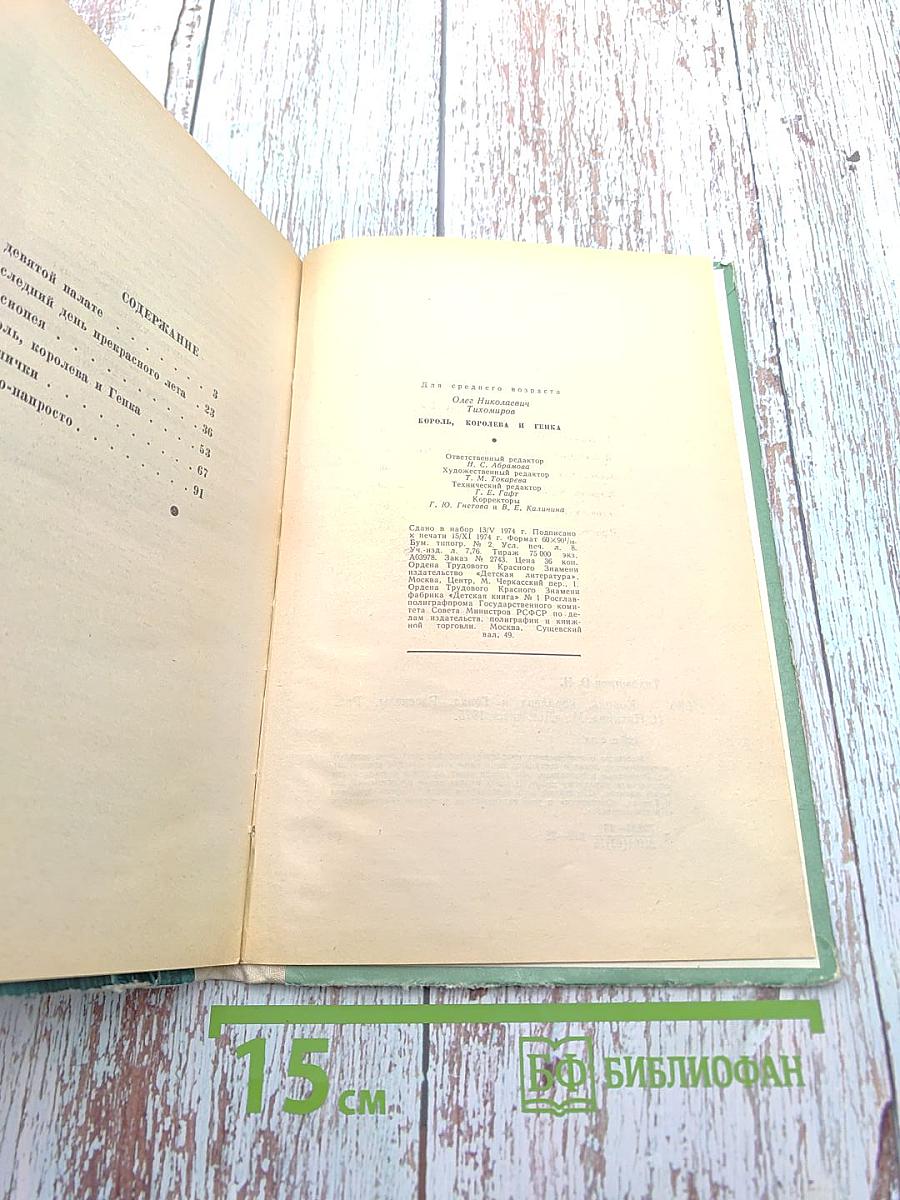 СОДЕРЖАНИЕ
девятой палате . . . . 3
следний день прекрасного лета . 23
. . . . 36
оль, королева и Генка . . . 53
нички . . . . 67
о-напросто . . . . 91
Для среднего возраста
Олег Николаевич
Тихомиров
КОРОЛЬ, КОРОЛЕВА И ГЕНКА
Ответственный редактор
Н. С. Абрамова
Художественный редактор
Т. М. Токарева
Технический редактор
Г. Е. Гафт
Корректоры
Г. Ю. Гнетова и В. Е. Калинина
Сдано в набор 13/V 1974 г. Подписано
к печати 15/XI 1974 г. Формат 60×90¹/₁₆.
Бум. типогр. № 2. Усл. печ. л. 8.
Уч.-изд. л. 7,76. Тираж 75 000 экз.
А03978. Заказ № 2743. Цена 36 коп.
Ордена Трудового Красного Знамени
издательство «Детская литература».
Москва, Центр, М. Черкасский пер., 1.
Ордена Трудового Красного Знамени
фабрика «Детская книга» № 1 Росглав-
полиграфпрома Государственного коми-
тета Совета Министров РСФСР по де-
лам издательств, полиграфии и книж-
ной торговли. Москва, Сущевский
вал, 49.
15 см
БФ БИБЛИОФАН